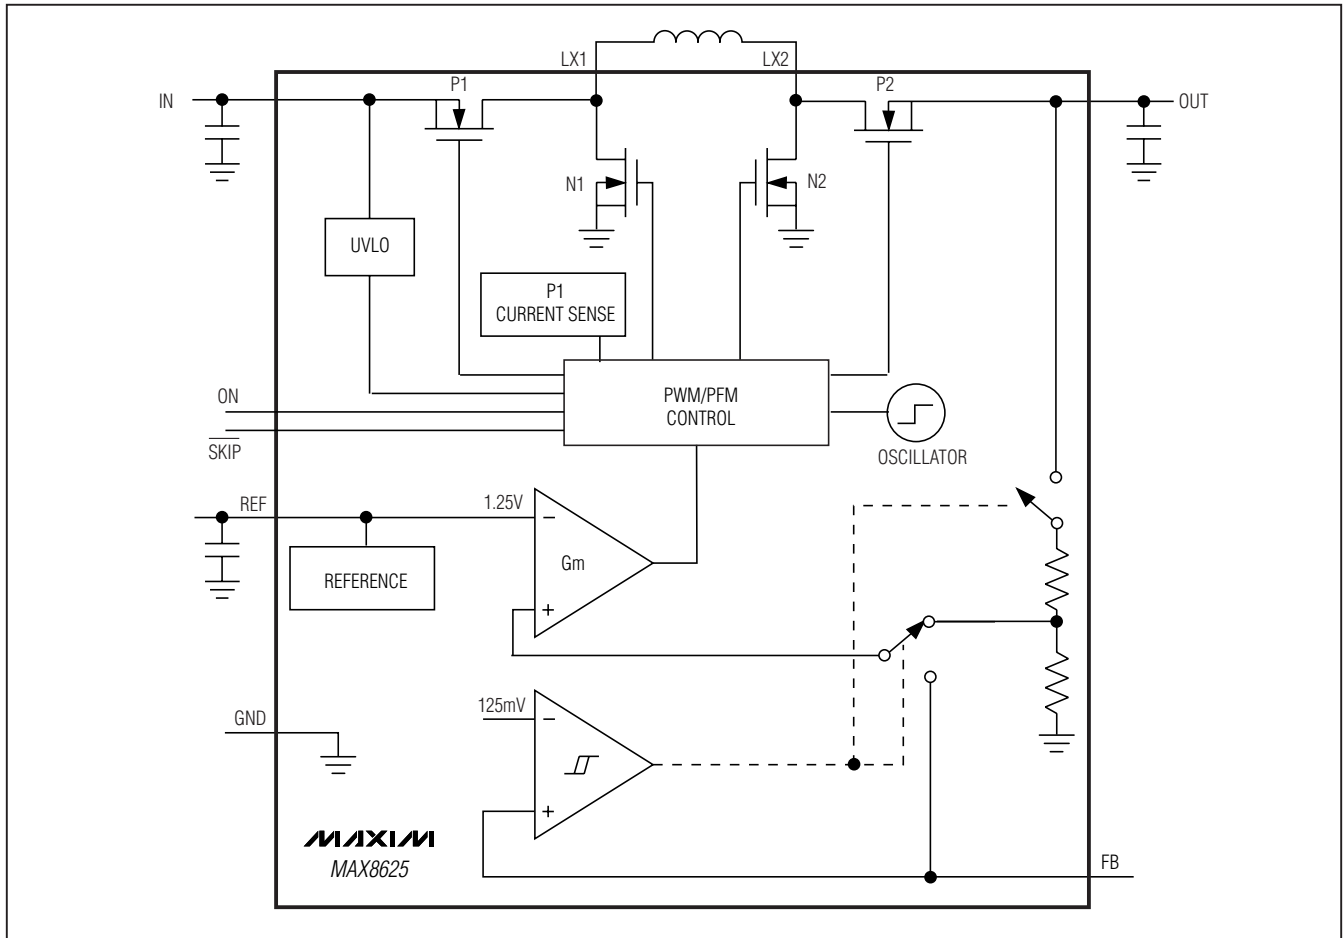 LX1
LX2
IN
P1
P2
OUT
N1
N2
UVLO
P1
CURRENT SENSE
ON
SKIP
PWM/PFM
CONTROL
OSCILLATOR
REF
1.25V
−
Gm
+
REFERENCE
GND
125mV
−
+
MAXIM
MAX8625
FB